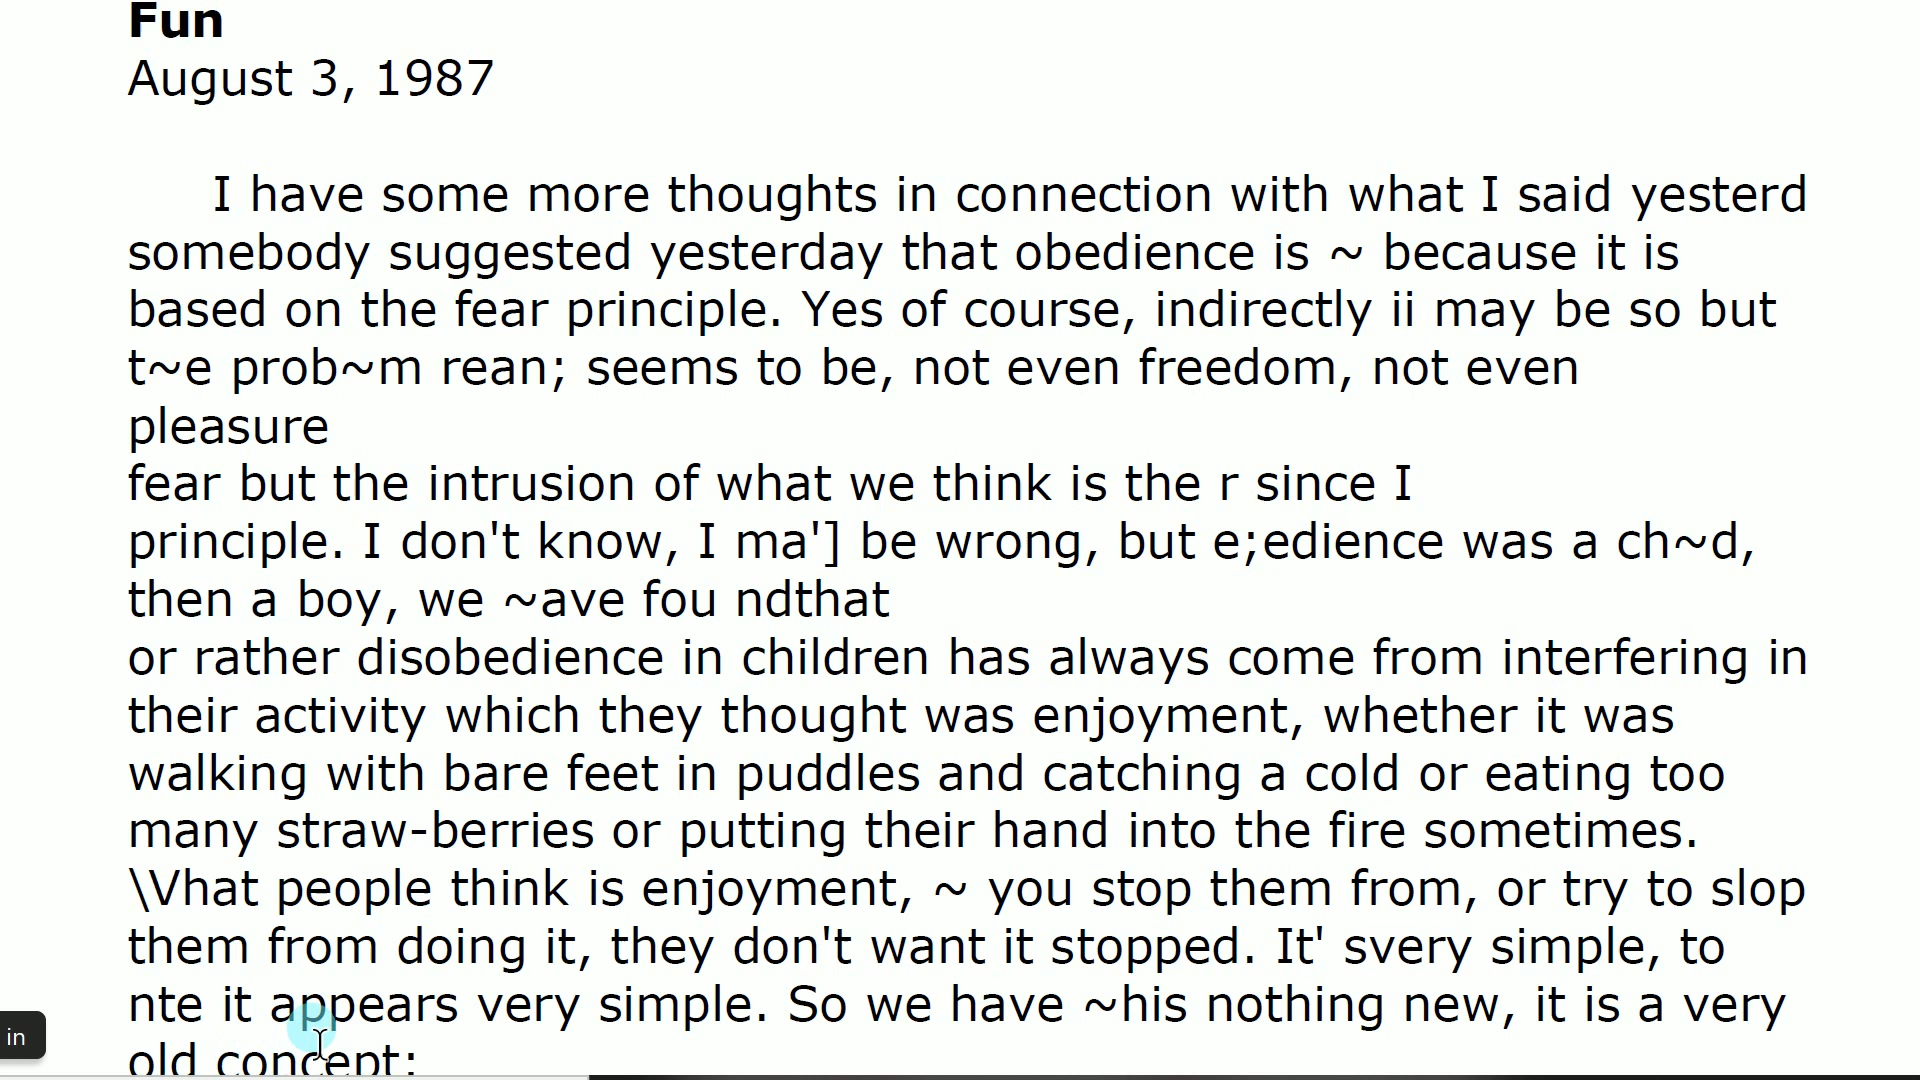 Fun
August 3, 1987
I have some more thoughts in connection with what I said yesterd
somebody suggested yesterday that obedience is ~ because it is
based on the fear principle. Yes of course, indirectly ii may be so but
t~e prob~m rean; seems to be, not even freedom, not even
pleasure
fear but the intrusion of what we think is the r since I
principle. I don't know, I ma'] be wrong, but e;edience was a ch~d,
then a boy, we ~ave fou ndthat
or rather disobedience in children has always come from interfering in
their activity which they thought was enjoyment, whether it was
walking with bare feet in puddles and catching a cold or eating too
many straw-berries or putting their hand into the fire sometimes.
\Vhat people think is enjoyment, ~ you stop them from, or try to slop
them from doing it, they don't want it stopped. It' svery simple, to
nte it appears very simple. So we have ~his nothing new, it is a very
old concept;
in